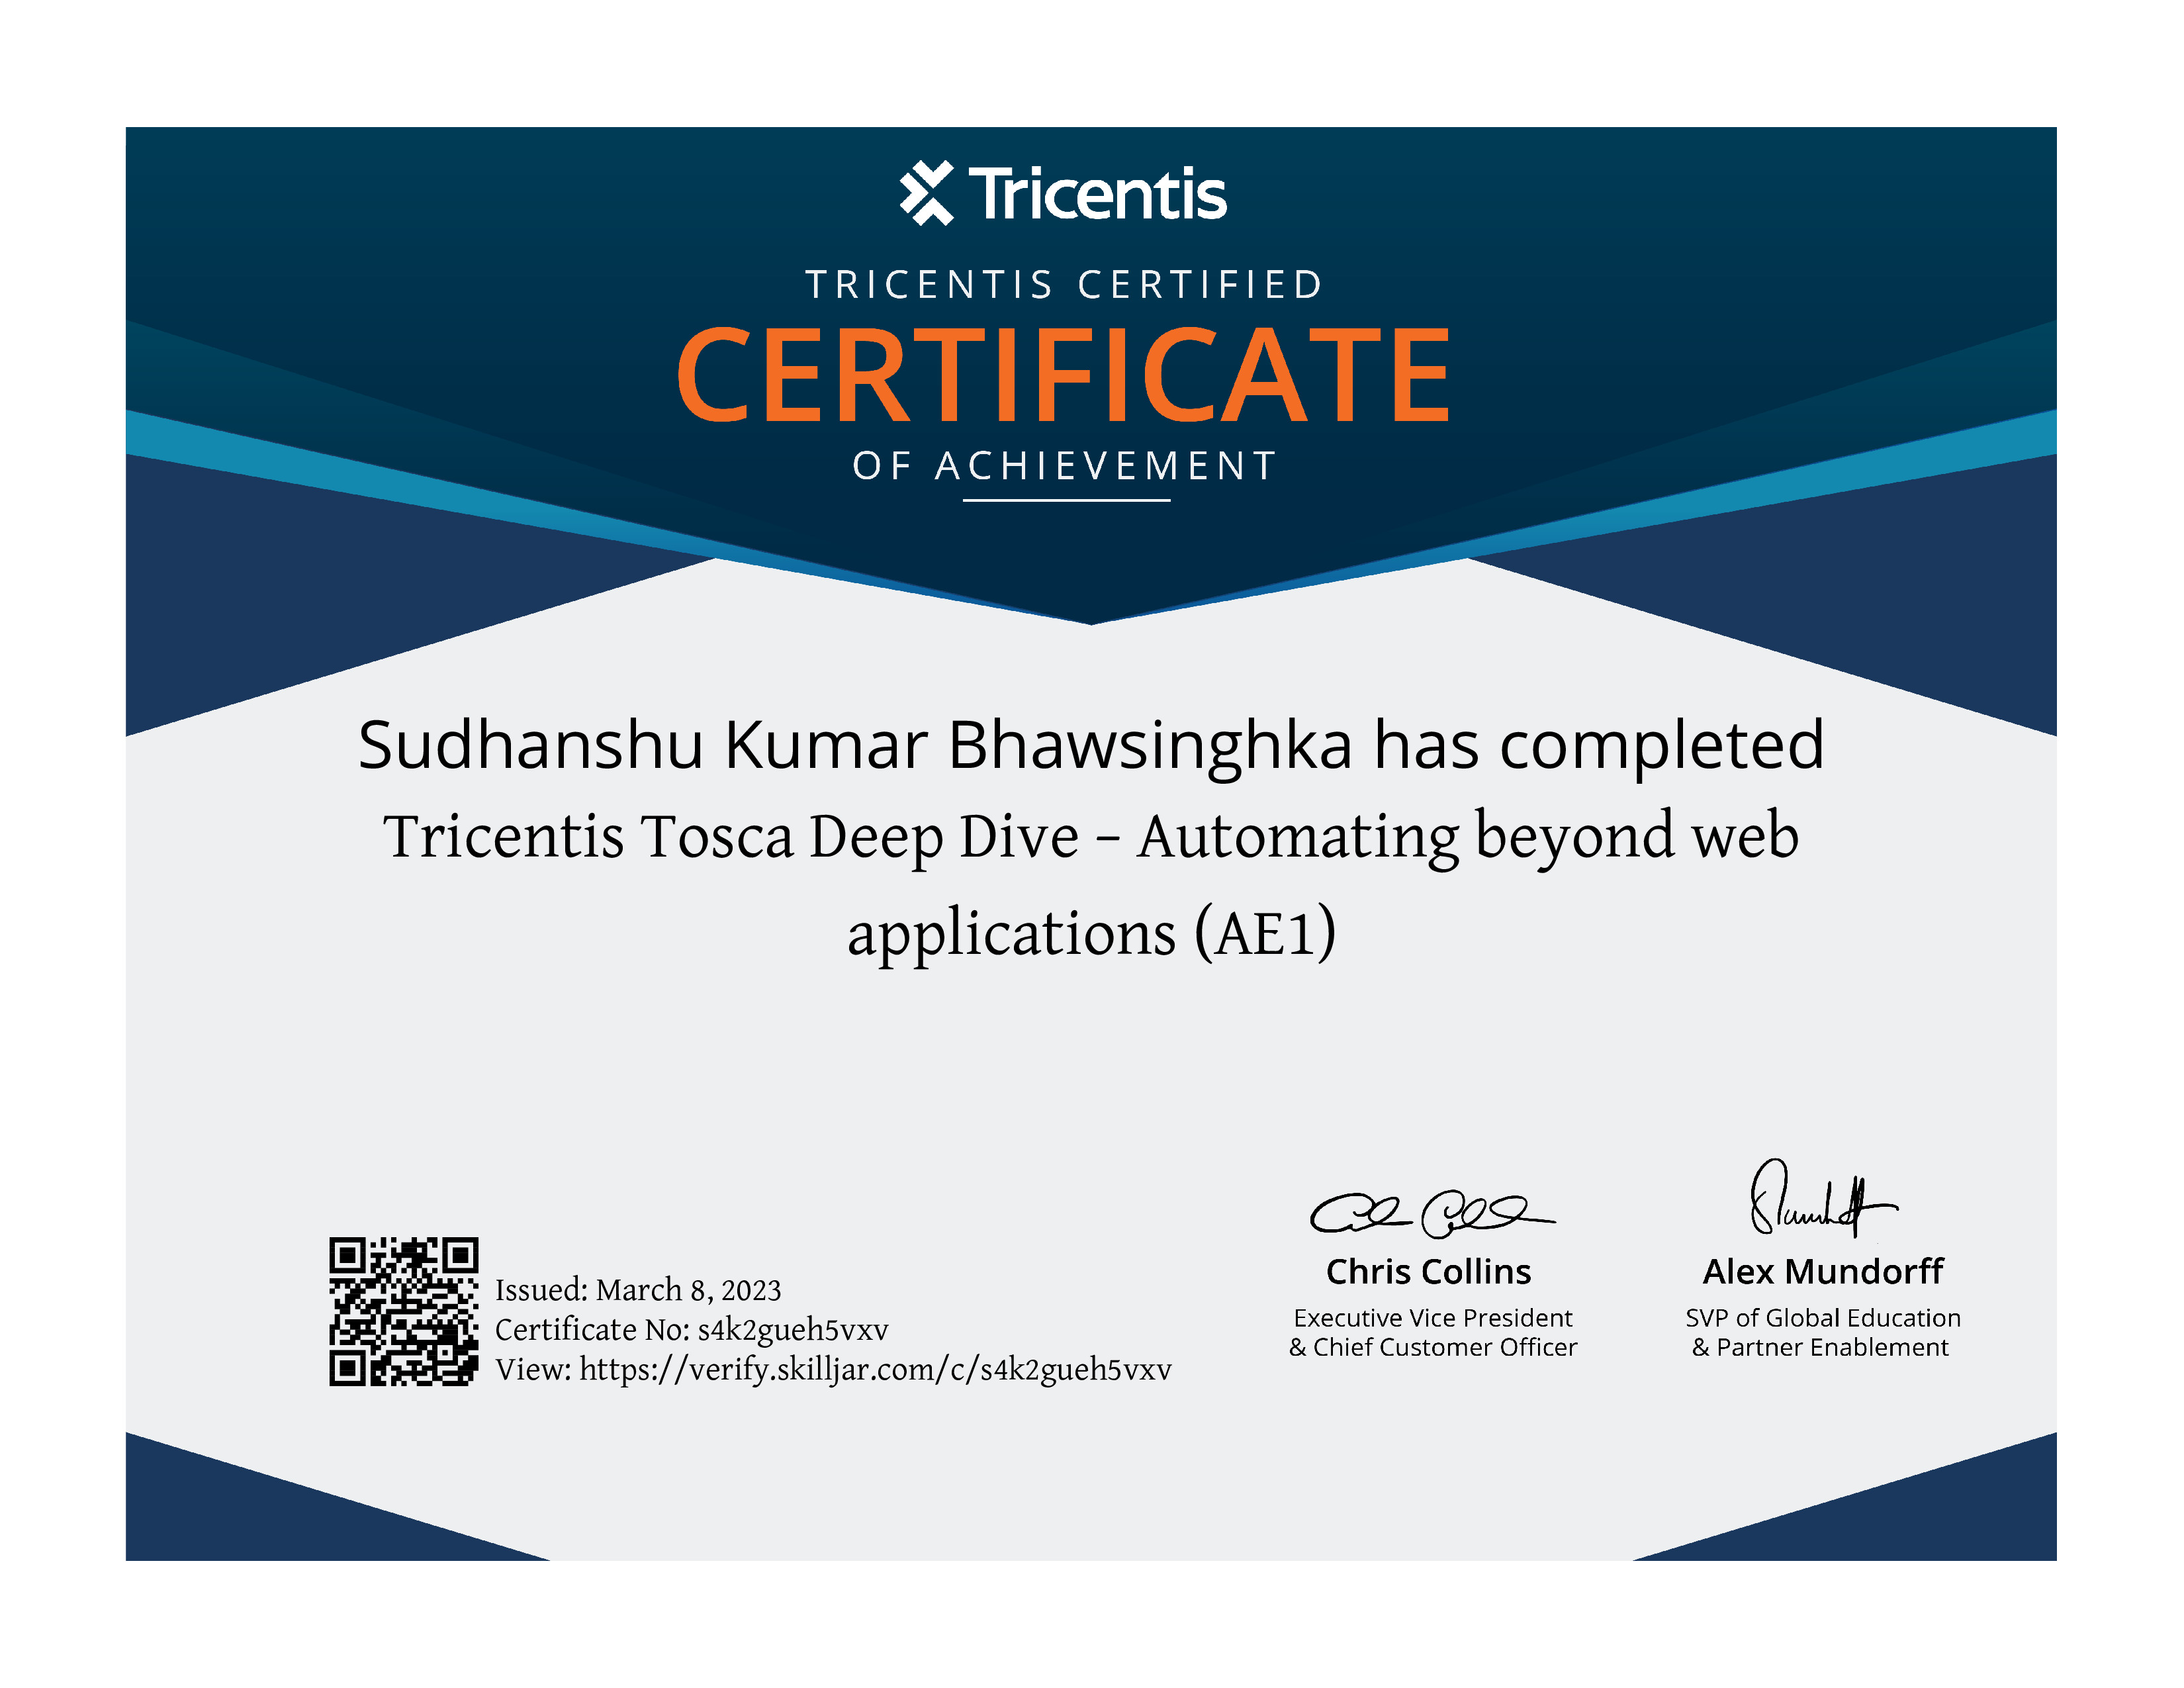 Tricentis
TRICENTIS CERTIFIED
CERTIFICATE
OF ACHIEVEMENT
Sudhanshu Kumar Bhawsinghka has completed
Tricentis Tosca Deep Dive – Automating beyond web
applications (AE1)
Issued: March 8, 2023
Certificate No: s4k2gueh5vxv
View: https://verify.skilljar.com/c/s4k2gueh5vxv
Chris Collins
Executive Vice President
& Chief Customer Officer
Alex Mundorff
SVP of Global Education
& Partner Enablement